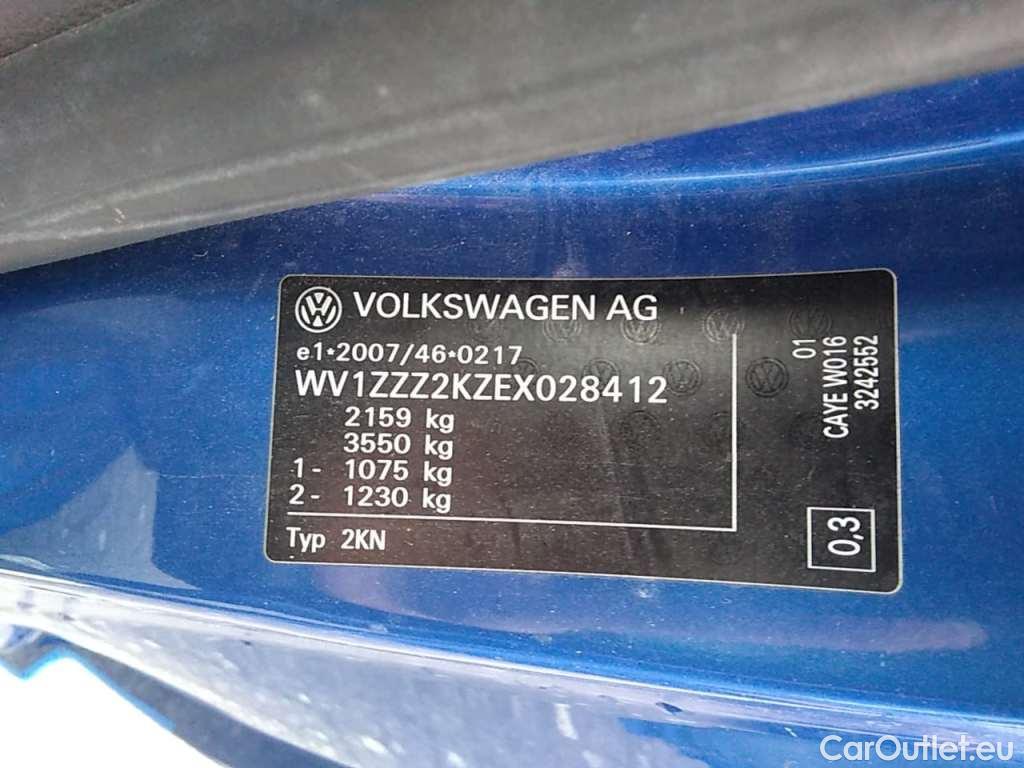 VOLKSWAGEN AG
e1*2007/46*0217
WV1ZZZ2KZEX028412
2159 kg
3550 kg
1- 1075 kg
2- 1230 kg
Typ 2KN
01
CAYE W016
3242552
0,3
CarOutlet.eu